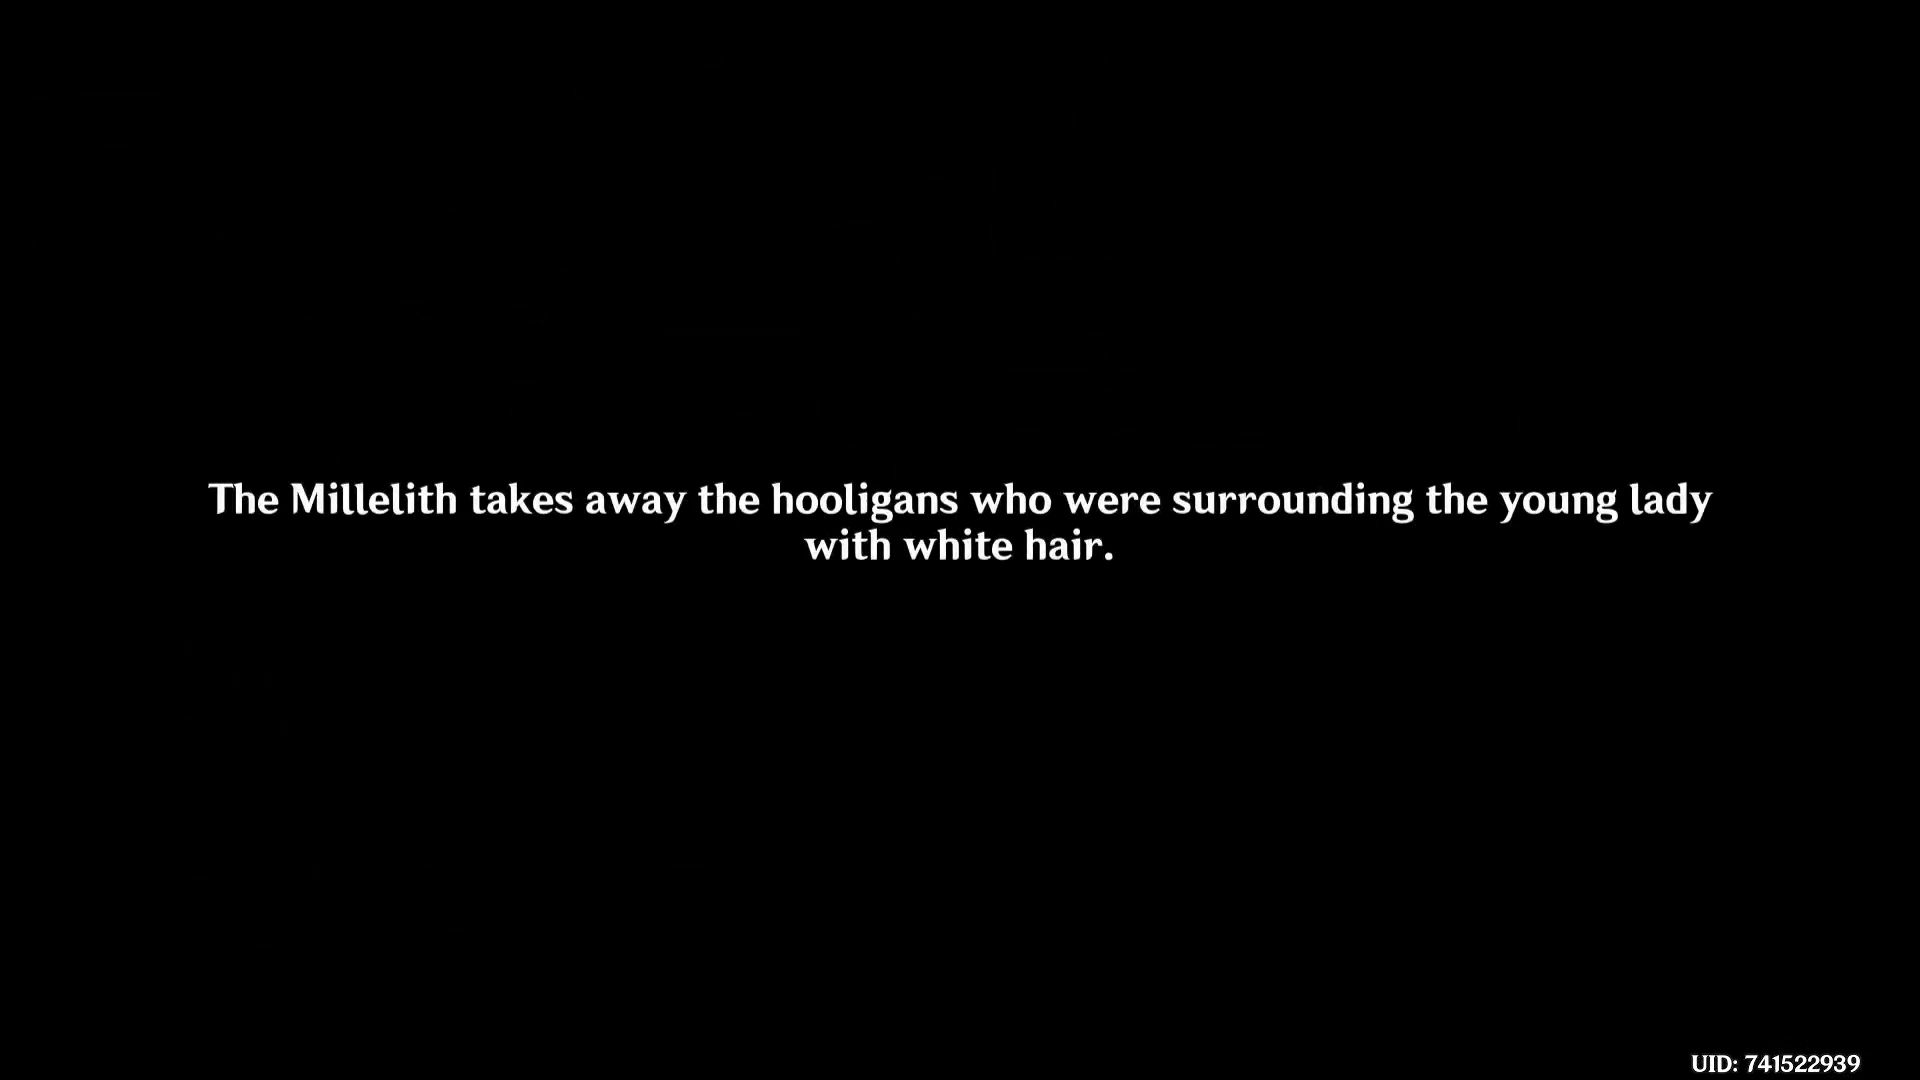 The Millelith takes away the hooligans who were surrounding the young lady
with white hair.
UID: 741522939